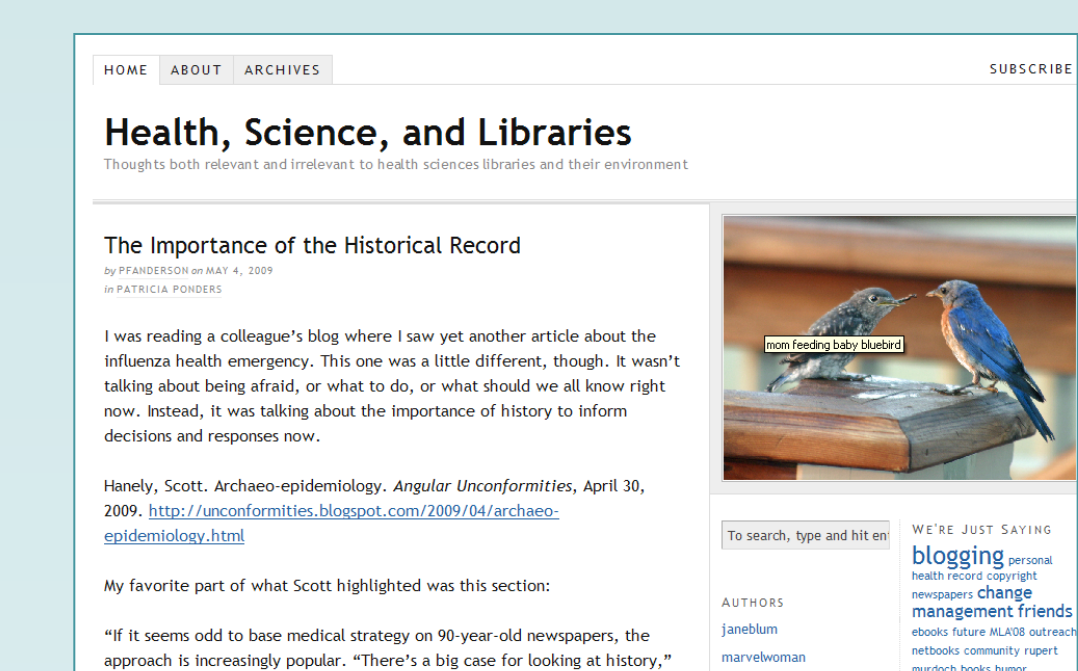 HOME ABOUT ARCHIVES SUBSCRIBE
Health, Science, and Libraries
Thoughts both relevant and irrelevant to health sciences libraries and their environment
The Importance of the Historical Record
by PFANDERSON on MAY 4, 2009
in PATRICIA PONDERS
I was reading a colleague's blog where I saw yet another article about the
influenza health emergency. This one was a little different, though. It wasn't
talking about being afraid, or what to do, or what should we all know right
now. Instead, it was talking about the importance of history to inform
decisions and responses now.
Hanely, Scott. Archaeo-epidemiology. Angular Unconformities, April 30,
2009. http://unconformities.blogspot.com/2009/04/archaeo-
epidemiology.html
My favorite part of what Scott highlighted was this section:
“If it seems odd to base medical strategy on 90-year-old newspapers, the
approach is increasingly popular. “There's a big case for looking at history,”
mom feeding baby bluebird
To search, type and hit ent
AUTHORS
janeblum
marvelwoman
WE'RE JUST SAYING
blogging personal
health record copyright
newspapers change
management friends
ebooks future MLA'08 outreach
netbooks community rupert
murdoch books humor